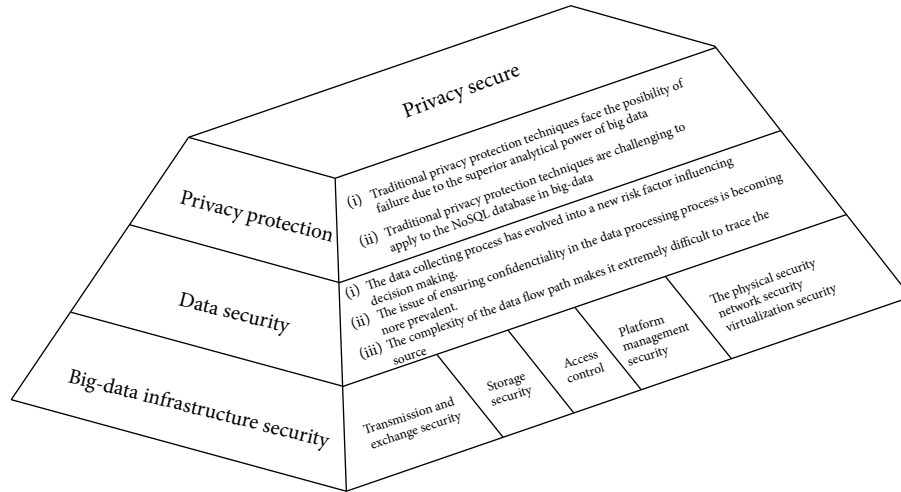 Privacy secure
Privacy protection
(i) Traditional privacy protection techniques face the posibility of
failure due to the superior analytical power of big data
(ii) Traditional privacy protection techniques are challenging to
apply to the NoSQL database in big-data
Data security
(i) The data collecting process has evolved into a new risk factor influencing
decision making.
(ii) The issue of ensuring confidenctiality in the data processing process is becoming
nore prevalent.
(iii) The complexity of the data flow path makes it extremely difficult to trace the
source
Big-data infrastructure security
Transmission and
exchange security
Storage
security
Access
control
Platform
management
security
The physical security
network security
virtualization security